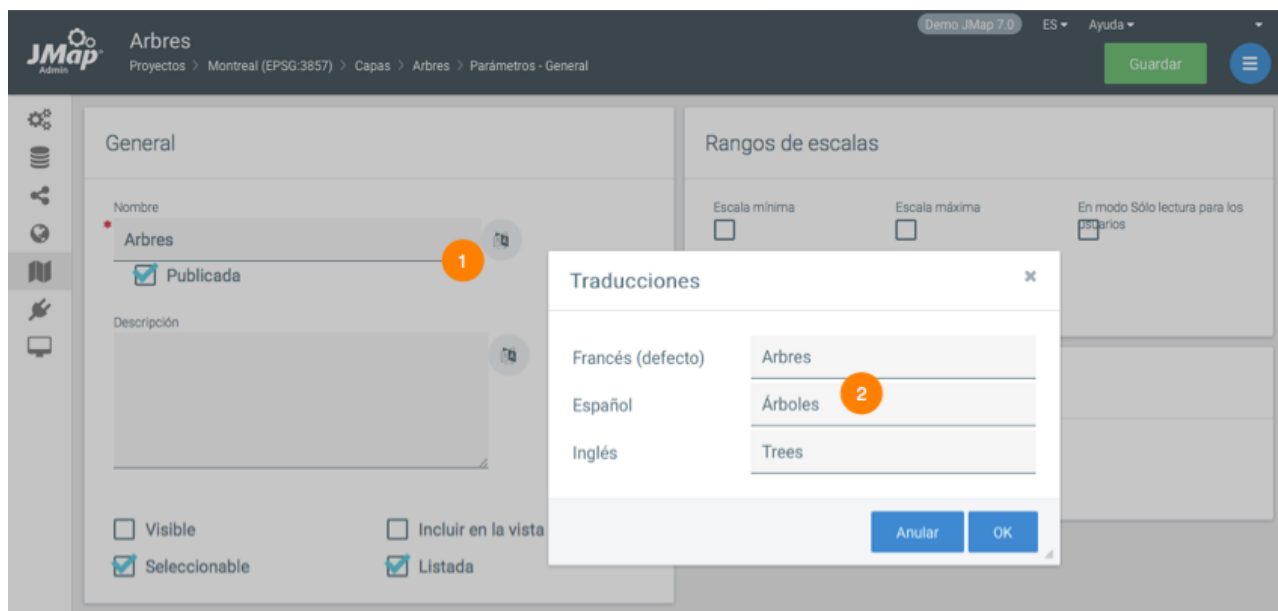 Demo JMap 7.0 ES Ayuda
JMap Admin
Arbres
Proyectos > Montreal (EPSG:3857) > Capas > Arbres > Parámetros - General
Guardar
General
Nombre
* Arbres
1
Publicada
Descripción
Visible
Incluir en la vista
Seleccionable
Listada
Rangos de escalas
Escala mínima
Escala máxima
En modo Sólo lectura para los
usuarios
Traducciones
Francés (defecto) Arbres
Español Árboles
2
Inglés Trees
Anular OK